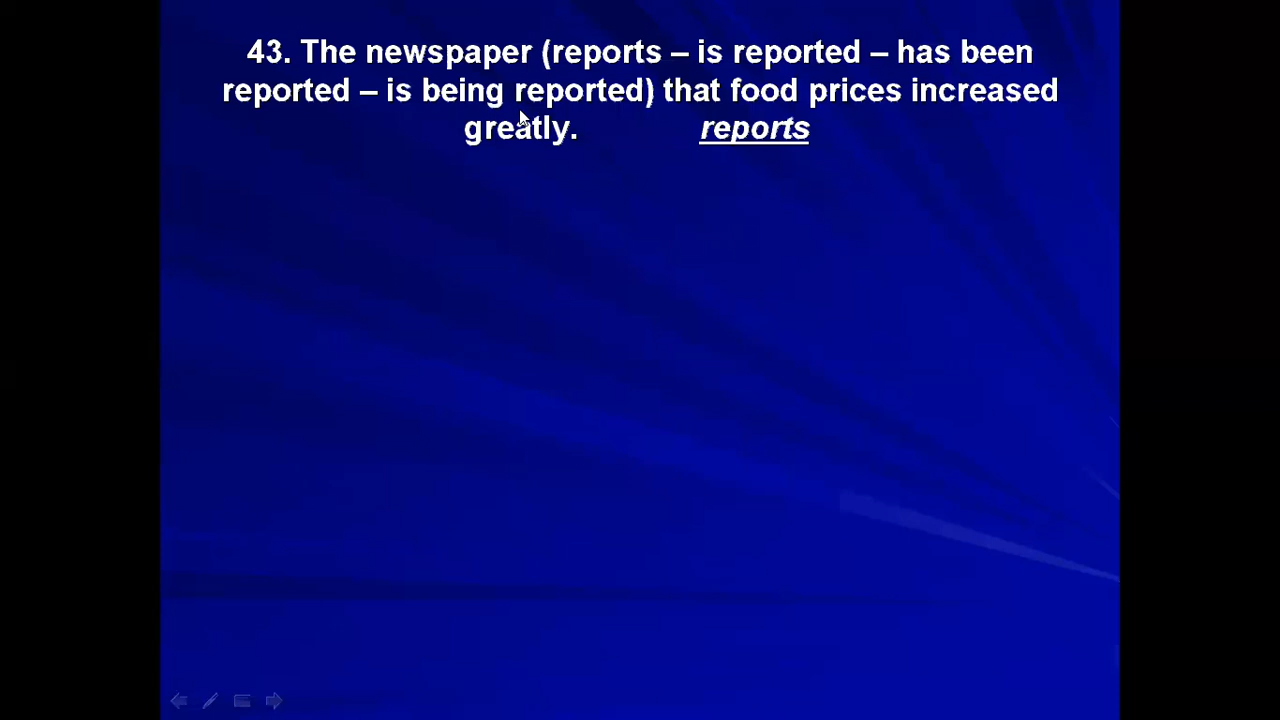 43. The newspaper (reports – is reported – has been
reported – is being reported) that food prices increased
greatly. reports